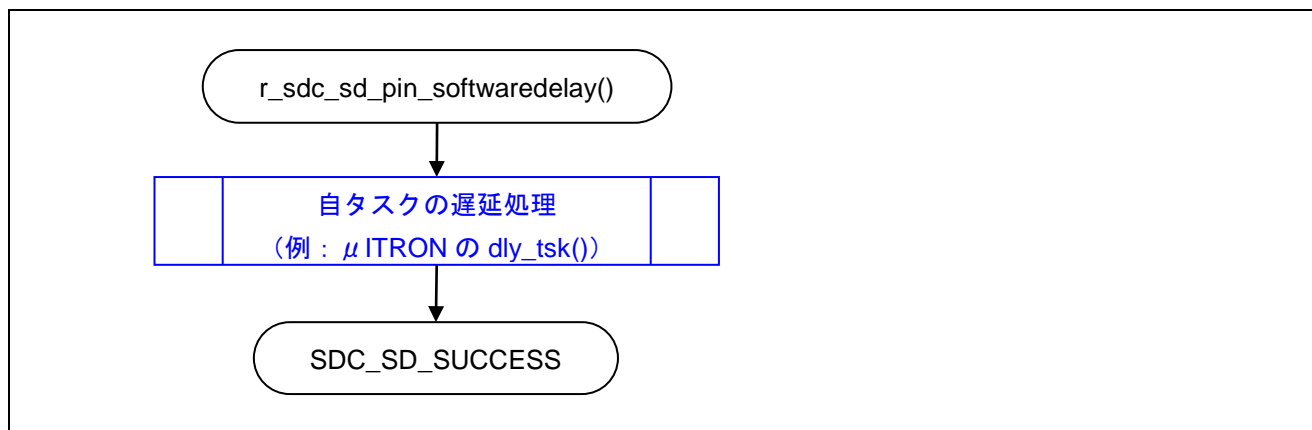 r_sdc_sd_pin_softwaredelay()
自タスクの遅延処理
（例：μITRON の dly_tsk()）
SDC_SD_SUCCESS